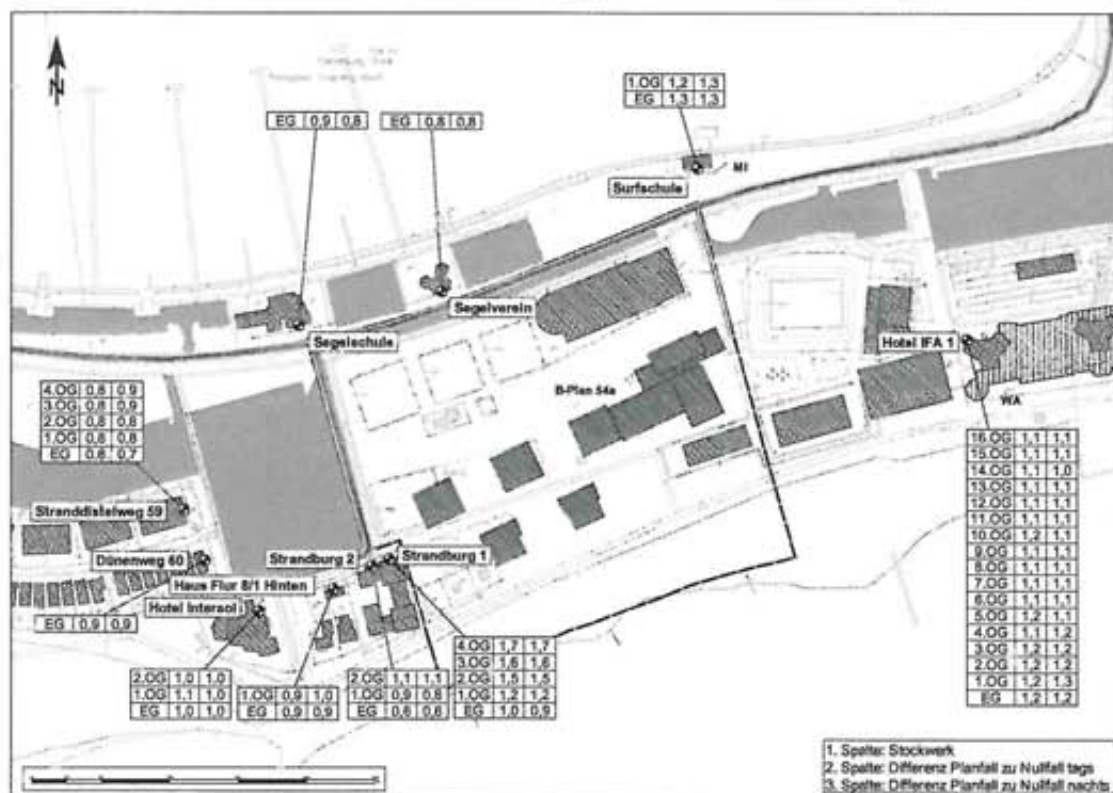 N
EG 0,9 0,8
EG 0,8 0,8
1.OG 1,2 1,3
EG 1,3 1,3
MI
Surfschule
Segelverein
Segelschule
Hotel IFA 1
B-Plan 54a
WA
4.OG 0,8 0,9
3.OG 0,8 0,9
2.OG 0,8 0,8
1.OG 0,8 0,8
EG 0,6 0,7
Stranddistelweg 59
Dünenweg 60
Strandburg 2
Strandburg 1
Haus Flur 8/1 Hinten
Hotel Intersol
EG 0,9 0,9
2.OG 1,0 1,0
1.OG 1,1 1,0
EG 1,0 1,0
1.OG 0,9 1,0
EG 0,9 0,9
2.OG 1,1 1,1
1.OG 0,9 0,8
EG 0,6 0,6
4.OG 1,7 1,7
3.OG 1,6 1,6
2.OG 1,5 1,5
1.OG 1,2 1,2
EG 1,0 0,9
16.OG 1,1 1,1
15.OG 1,1 1,1
14.OG 1,1 1,0
13.OG 1,1 1,1
12.OG 1,1 1,1
11.OG 1,1 1,1
10.OG 1,2 1,1
9.OG 1,1 1,1
8.OG 1,1 1,1
7.OG 1,1 1,1
6.OG 1,1 1,1
5.OG 1,2 1,1
4.OG 1,1 1,2
3.OG 1,2 1,2
2.OG 1,2 1,2
1.OG 1,2 1,3
EG 1,2 1,2
1. Spalte: Stockwerk
2. Spalte: Differenz Planfall zu Nullfall tags
3. Spalte: Differenz Planfall zu Nullfall nachts